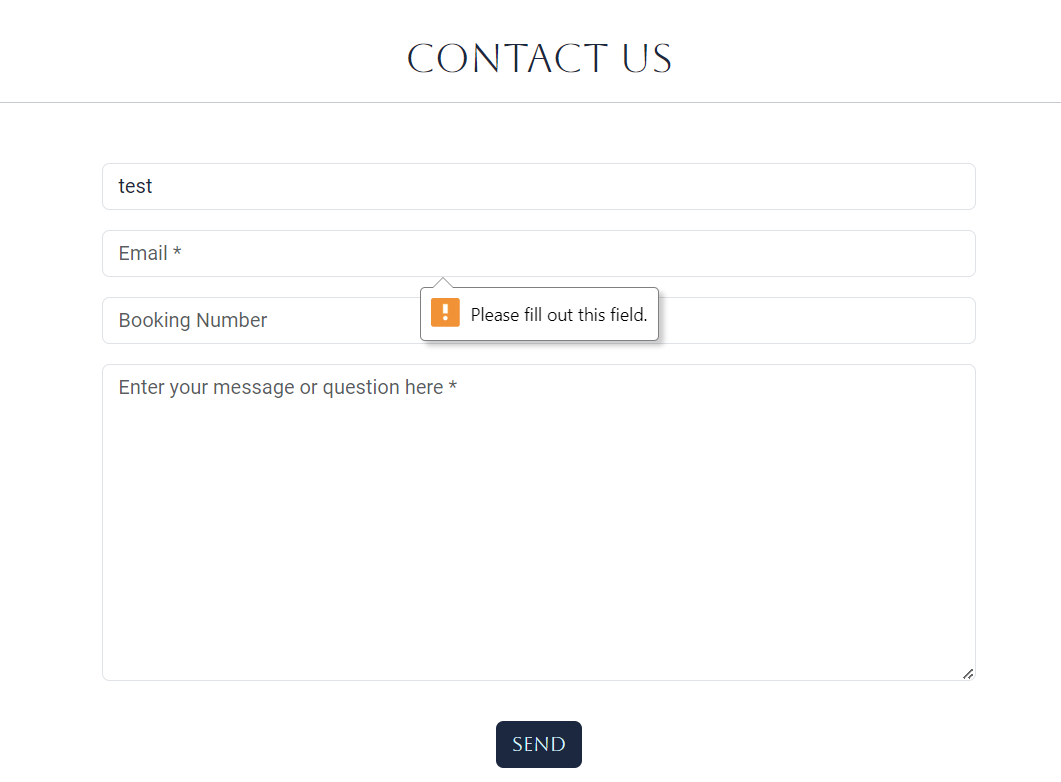 CONTACT US
test
Email *
Please fill out this field.
Booking Number
Enter your message or question here *
SEND